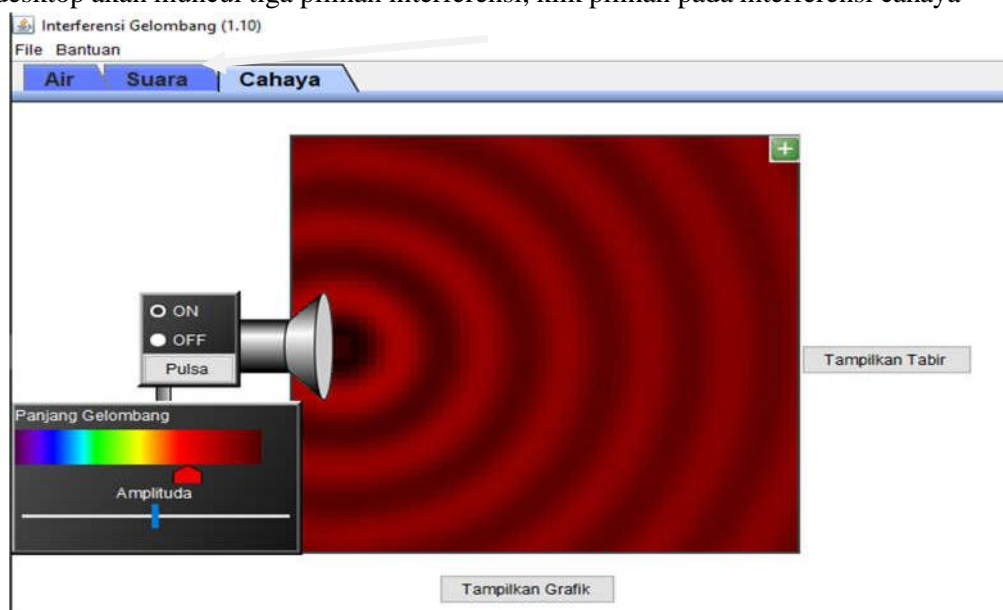 desktop akan muncul tiga pilihan interferensi, klik pilihan pada interferensi cahaya
Interferensi Gelombang (1.10)
File Bantuan
Air Suara Cahaya
ON
OFF
Pulsa
Tampilkan Tabir
Panjang Gelombang
Amplituda
Tampilkan Grafik